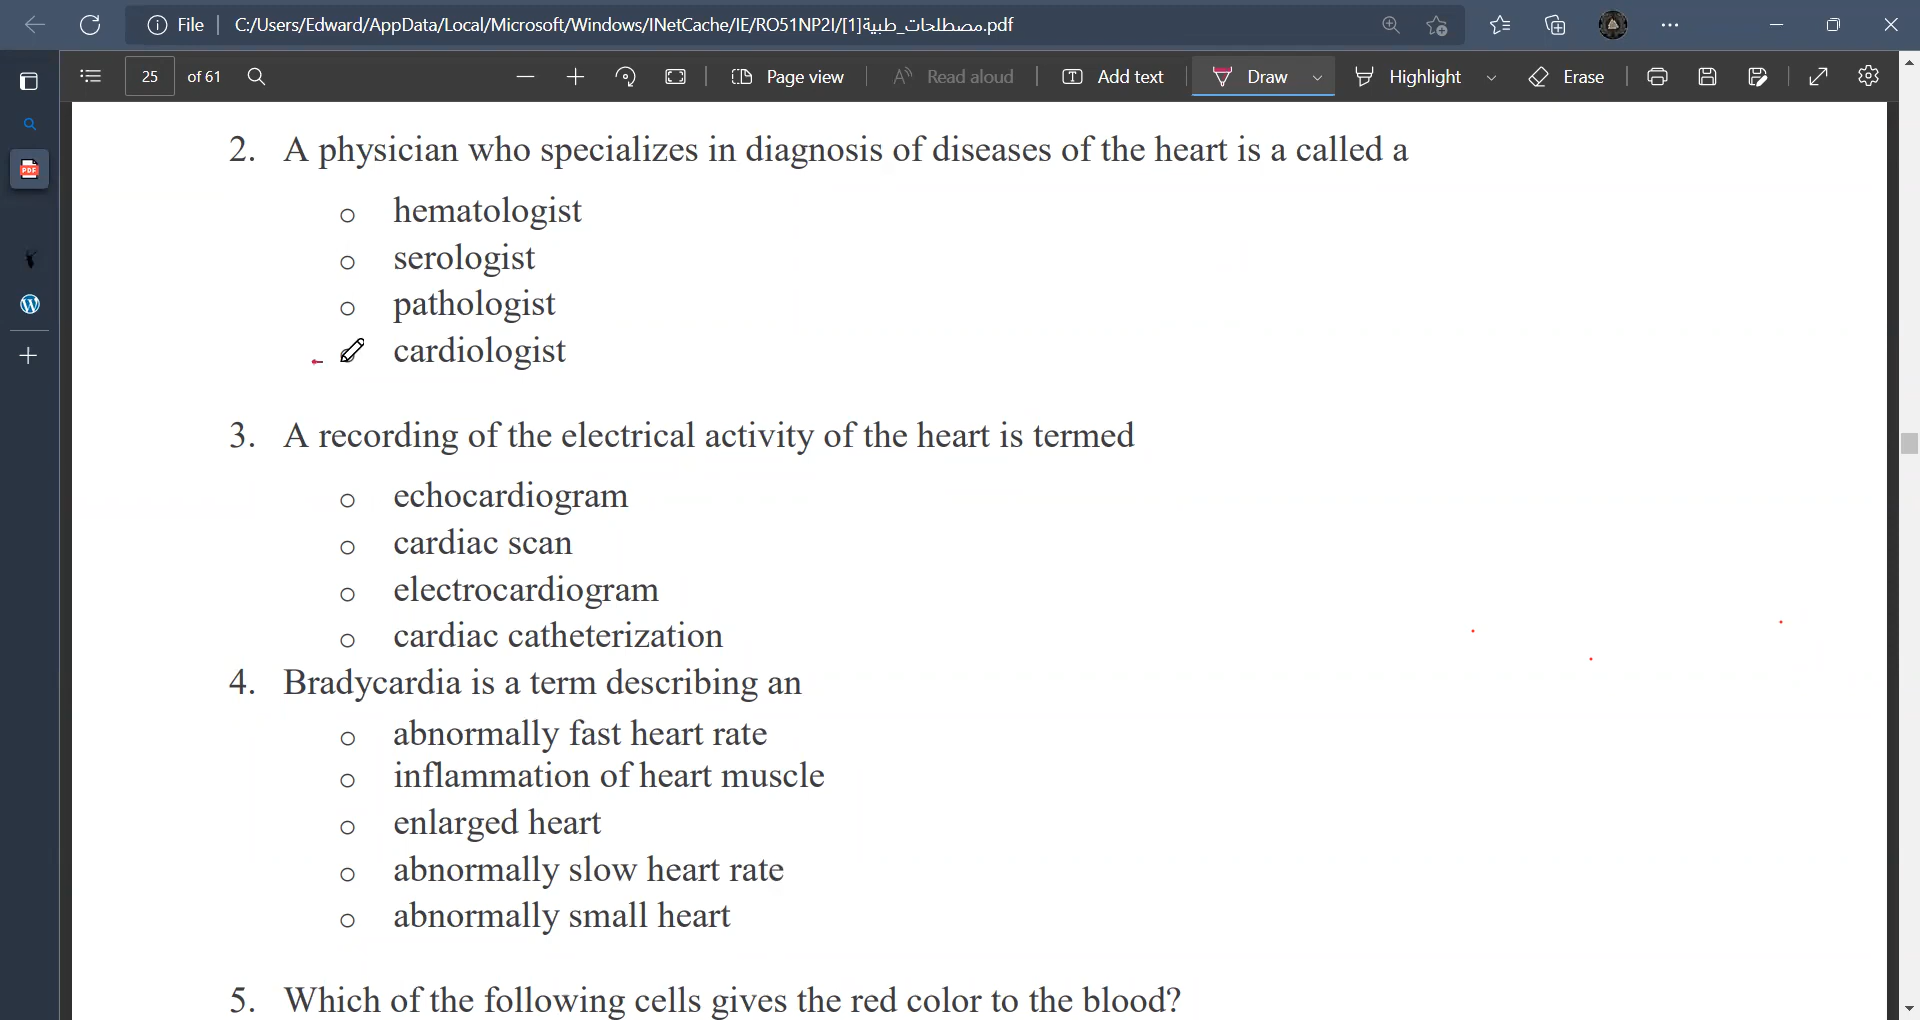 File
C:/Users/Edward/AppData/Local/Microsoft/Windows/INetCache/IE/RO51NP2I/[1]مصطلحات_طبية.pdf
25 of 61
Page view
Read aloud
Add text
Draw
Highlight
Erase
PDF
2. A physician who specializes in diagnosis of diseases of the heart is a called a
o hematologist
o serologist
o pathologist
cardiologist
3. A recording of the electrical activity of the heart is termed
o echocardiogram
o cardiac scan
o electrocardiogram
o cardiac catheterization
4. Bradycardia is a term describing an
o abnormally fast heart rate
o inflammation of heart muscle
o enlarged heart
o abnormally slow heart rate
o abnormally small heart
5. Which of the following cells gives the red color to the blood?